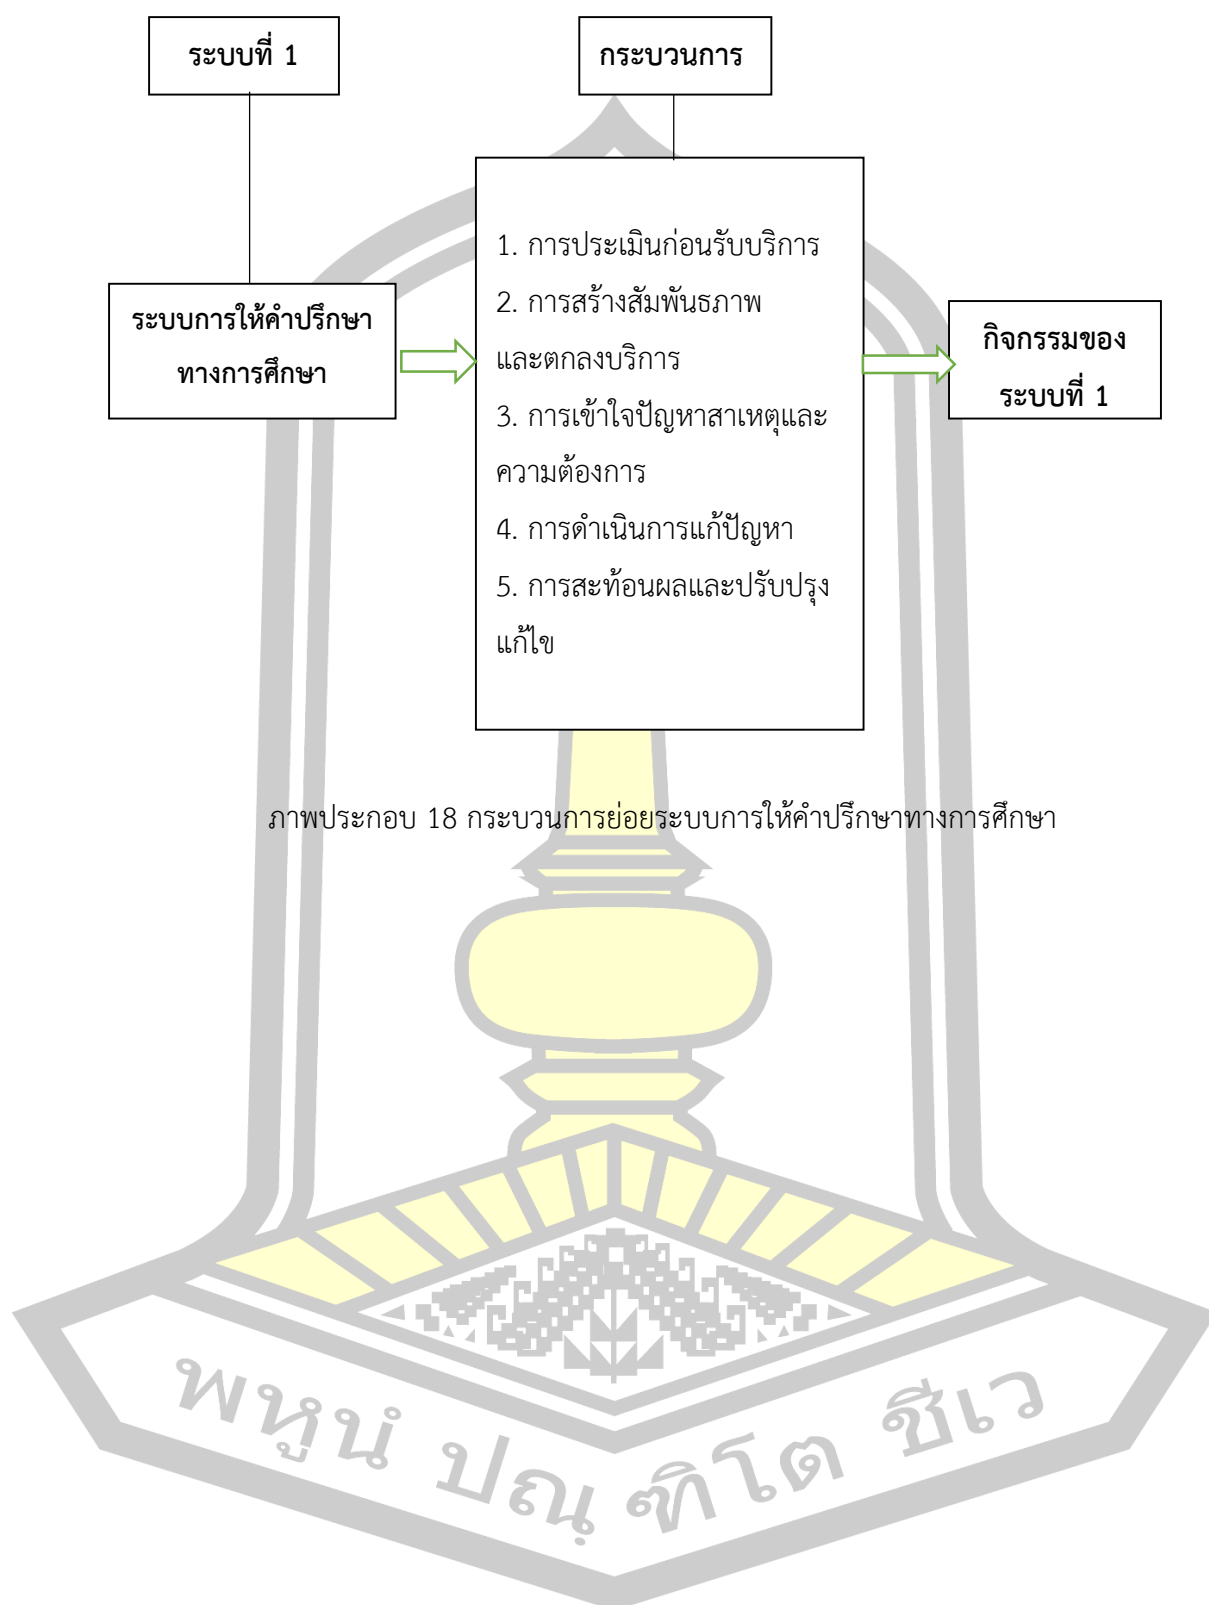 ระบบที่ 1
กระบวนการ
ระบบการให้คำปรึกษา
ทางการศึกษา
1. การประเมินก่อนรับบริการ
2. การสร้างสัมพันธภาพ
และตกลงบริการ
3. การเข้าใจปัญหาสาเหตุและ
ความต้องการ
4. การดำเนินการแก้ปัญหา
5. การสะท้อนผลและปรับปรุง
แก้ไข
กิจกรรมของ
ระบบที่ 1
ภาพประกอบ 18 กระบวนการย่อยระบบการให้คำปรึกษาทางการศึกษา
พหูนํ ปณฺฑิโต ชีเว